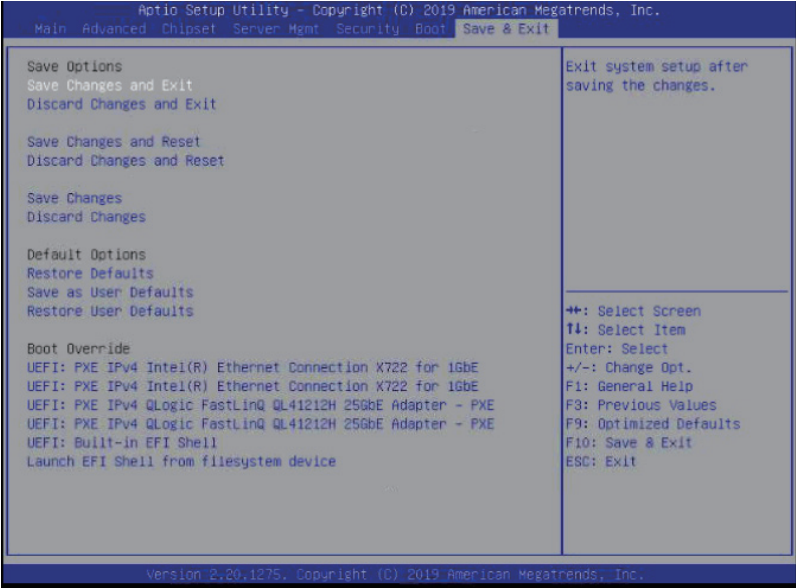 Aptio Setup Utility – Copyright (C) 2019 American Megatrends, Inc.
Main Advanced Chipset Server Mgmt Security Boot Save & Exit
Save Options
Save Changes and Exit
Discard Changes and Exit
Save Changes and Reset
Discard Changes and Reset
Save Changes
Discard Changes
Default Options
Restore Defaults
Save as User Defaults
Restore User Defaults
Boot Override
UEFI: PXE IPv4 Intel(R) Ethernet Connection X722 for 1GbE
UEFI: PXE IPv4 Intel(R) Ethernet Connection X722 for 1GbE
UEFI: PXE IPv4 QLogic FastLinQ QL41212H 25GbE Adapter - PXE
UEFI: PXE IPv4 QLogic FastLinQ QL41212H 25GbE Adapter - PXE
UEFI: Built-in EFI Shell
Launch EFI Shell from filesystem device
Exit system setup after
saving the changes.
→←: Select Screen
↑↓: Select Item
Enter: Select
+/-: Change Opt.
F1: General Help
F3: Previous Values
F9: Optimized Defaults
F10: Save & Exit
ESC: Exit
Version 2.20.1275. Copyright (C) 2019 American Megatrends, Inc.